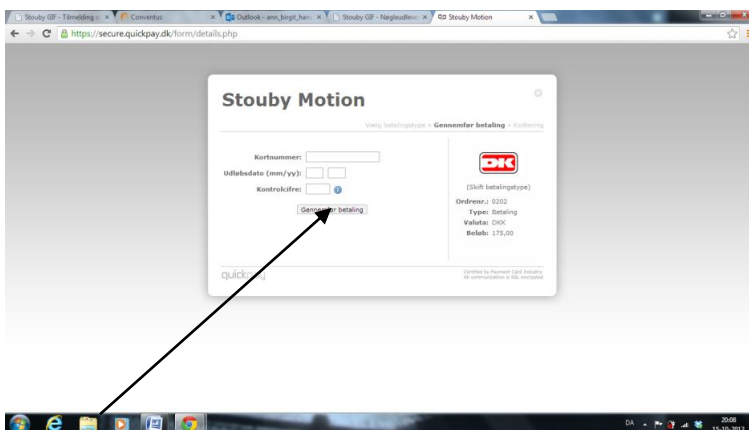 Stouby GIF - Tilmelding
Conventus
Outlook - ann_birgit_han
Stouby GIF - Nøgleudleve
Stouby Motion
https://secure.quickpay.dk/form/details.php
Stouby Motion
Vælg betalingstype » Gennemfør betaling » Kvittering
Kortnummer:
Udløbsdato (mm/yy):
Kontrolcifre:
Gennemfør betaling
DK
(Skift betalingstype)
Ordrenr.: 0202
Type: Betaling
Valuta: DKK
Beløb: 175,00
quickpay
Certified by Payment Card Industry
All communication is SSL encrypted
DA
20:08
15-10-2012